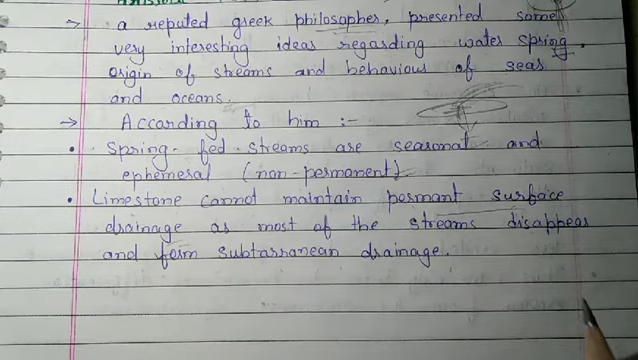 → a reputed greek philosopher, presented some
very interesting ideas regarding water spring,
origin of streams and behaviour of seas
and oceans.
→ According to him :-
• Spring-fed streams are seasonal and
ephemeral (non-permanent)
• Limestone cannot maintain permant surface
drainage as most of the streams disappear
and form subtarranean drainage.